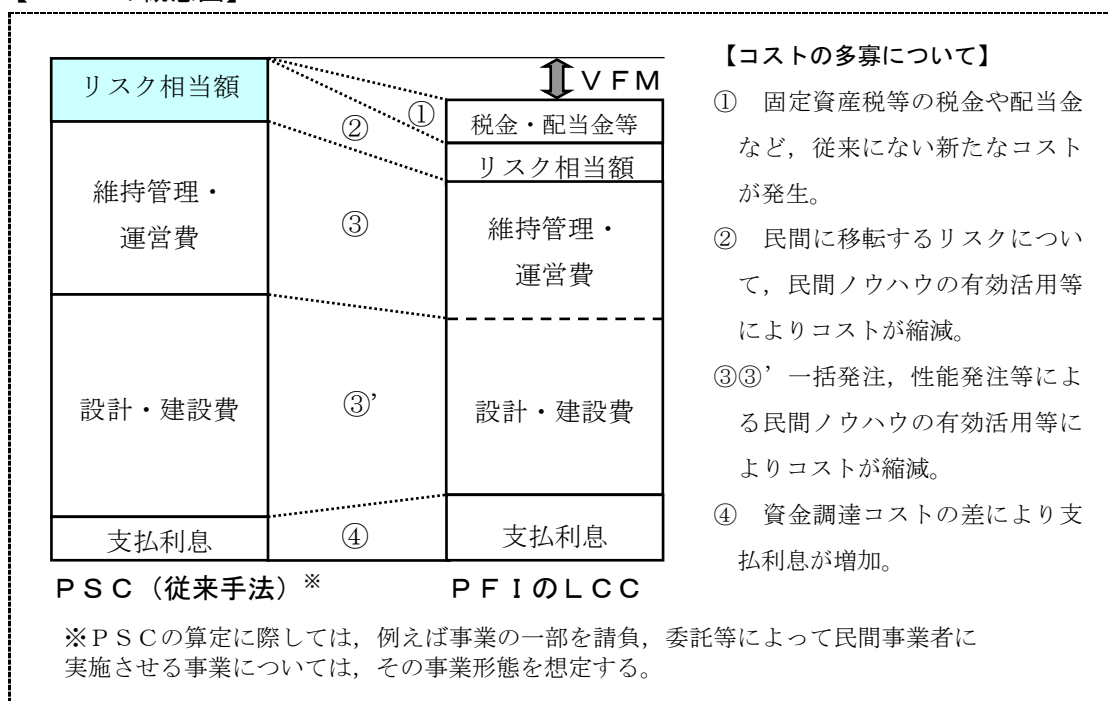 リスク相当額
維持管理・
運営費
設計・建設費
支払利息
①
②
③
③’
④
ＶＦＭ
税金・配当金等
リスク相当額
維持管理・
運営費
設計・建設費
支払利息
ＰＳＣ（従来手法）※
ＰＦＩのＬＣＣ
【コストの多寡について】
①　固定資産税等の税金や配当金
など，従来にない新たなコスト
が発生。
②　民間に移転するリスクについ
て，民間ノウハウの有効活用等
によりコストが縮減。
③③’一括発注，性能発注等によ
る民間ノウハウの有効活用等に
よりコストが縮減。
④　資金調達コストの差により支
払利息が増加。
※ＰＳＣの算定に際しては，例えば事業の一部を請負，委託等によって民間事業者に
実施させる事業については，その事業形態を想定する。